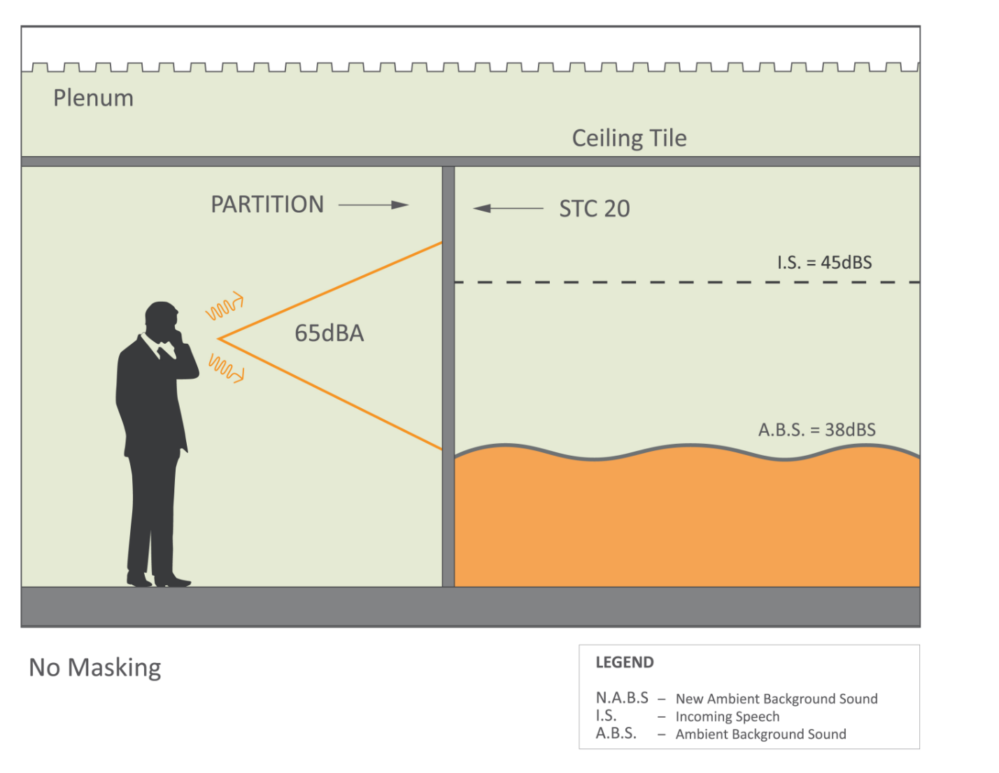 Plenum
Ceiling Tile
PARTITION
STC 20
I.S. = 45dBS
65dBA
A.B.S. = 38dBS
No Masking
LEGEND
N.A.B.S – New Ambient Background Sound
I.S. – Incoming Speech
A.B.S. – Ambient Background Sound